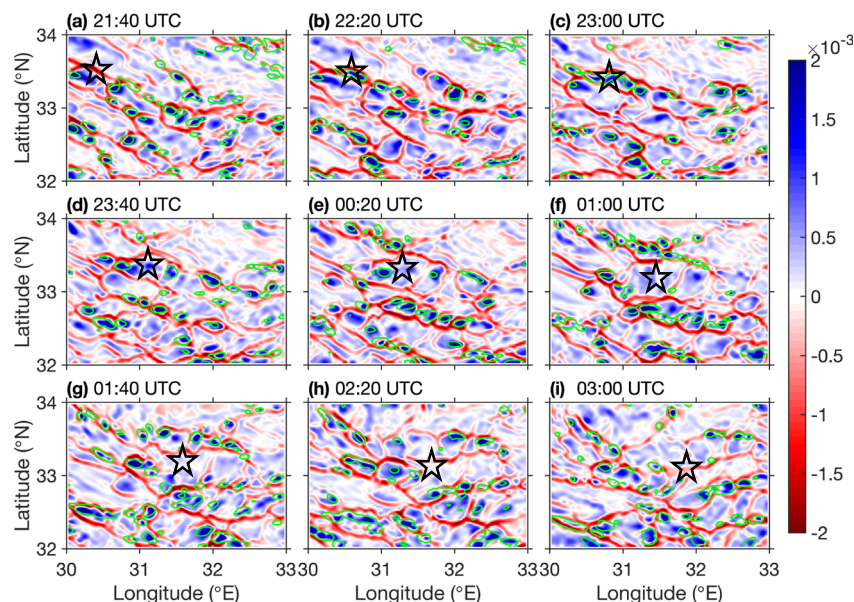 (a) 21:40 UTC
(b) 22:20 UTC
(c) 23:00 UTC
×10⁻³
34
33
32
Latitude (°N)
(d) 23:40 UTC
(e) 00:20 UTC
(f) 01:00 UTC
34
33
32
Latitude (°N)
(g) 01:40 UTC
(h) 02:20 UTC
(i) 03:00 UTC
34
33
32
Latitude (°N)
30 31 32 33
30 31 32 33
30 31 32 33
Longitude (°E)
Longitude (°E)
Longitude (°E)
2
1.5
1
0.5
0
-0.5
-1
-1.5
-2